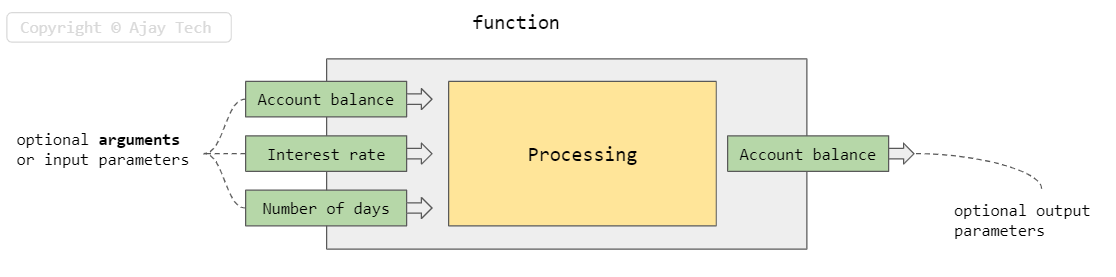 Copyright © Ajay Tech
function
Account balance
optional arguments
or input parameters
Interest rate
Number of days
Processing
Account balance
optional output
parameters